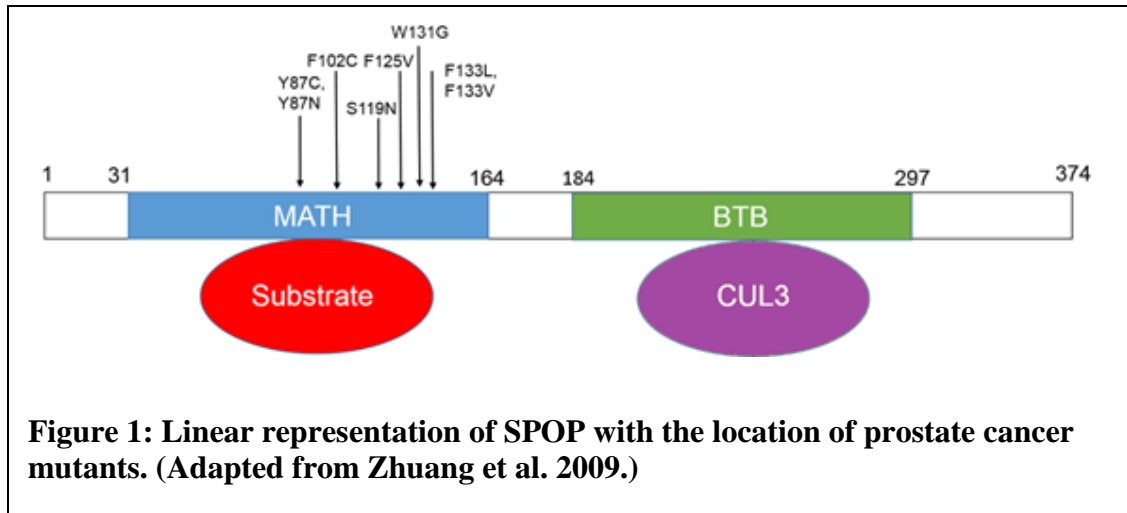 W131G
F102C F125V F133L,
Y87C, F133V
Y87N S119N
1 31 164 184 297 374
MATH BTB
Substrate CUL3
Figure 1: Linear representation of SPOP with the location of prostate cancer
mutants. (Adapted from Zhuang et al. 2009.)